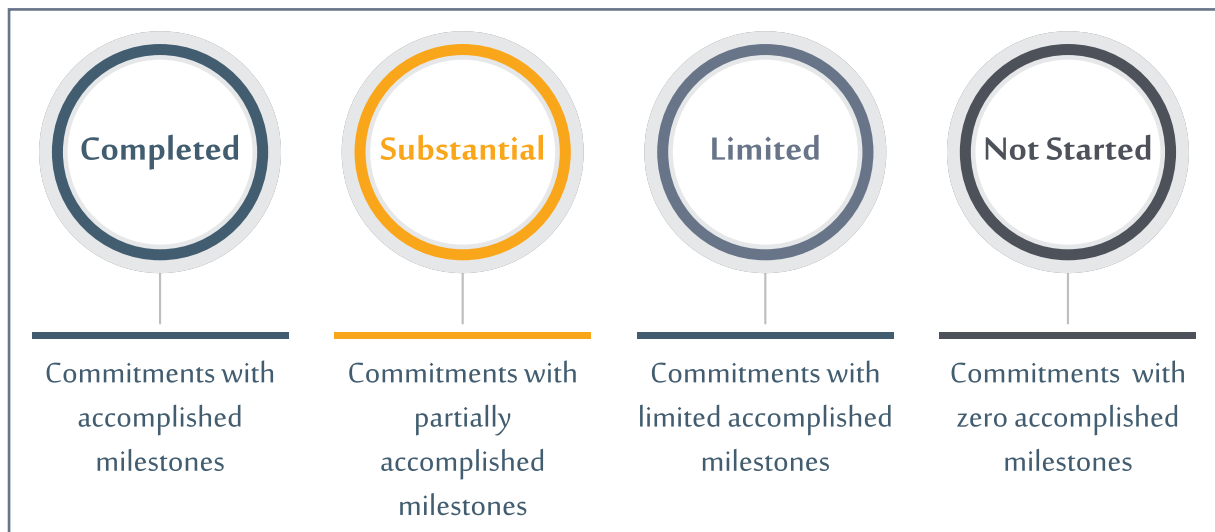 Completed
Commitments with
accomplished
milestones
Substantial
Commitments with
partially
accomplished
milestones
Limited
Commitments with
limited accomplished
milestones
Not Started
Commitments with
zero accomplished
milestones